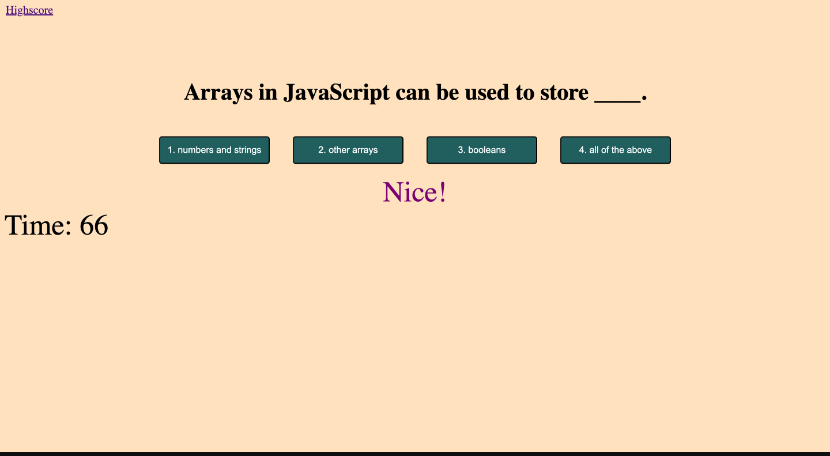 Highscore
Arrays in JavaScript can be used to store ____.
1. numbers and strings
2. other arrays
3. booleans
4. all of the above
Nice!
Time: 66